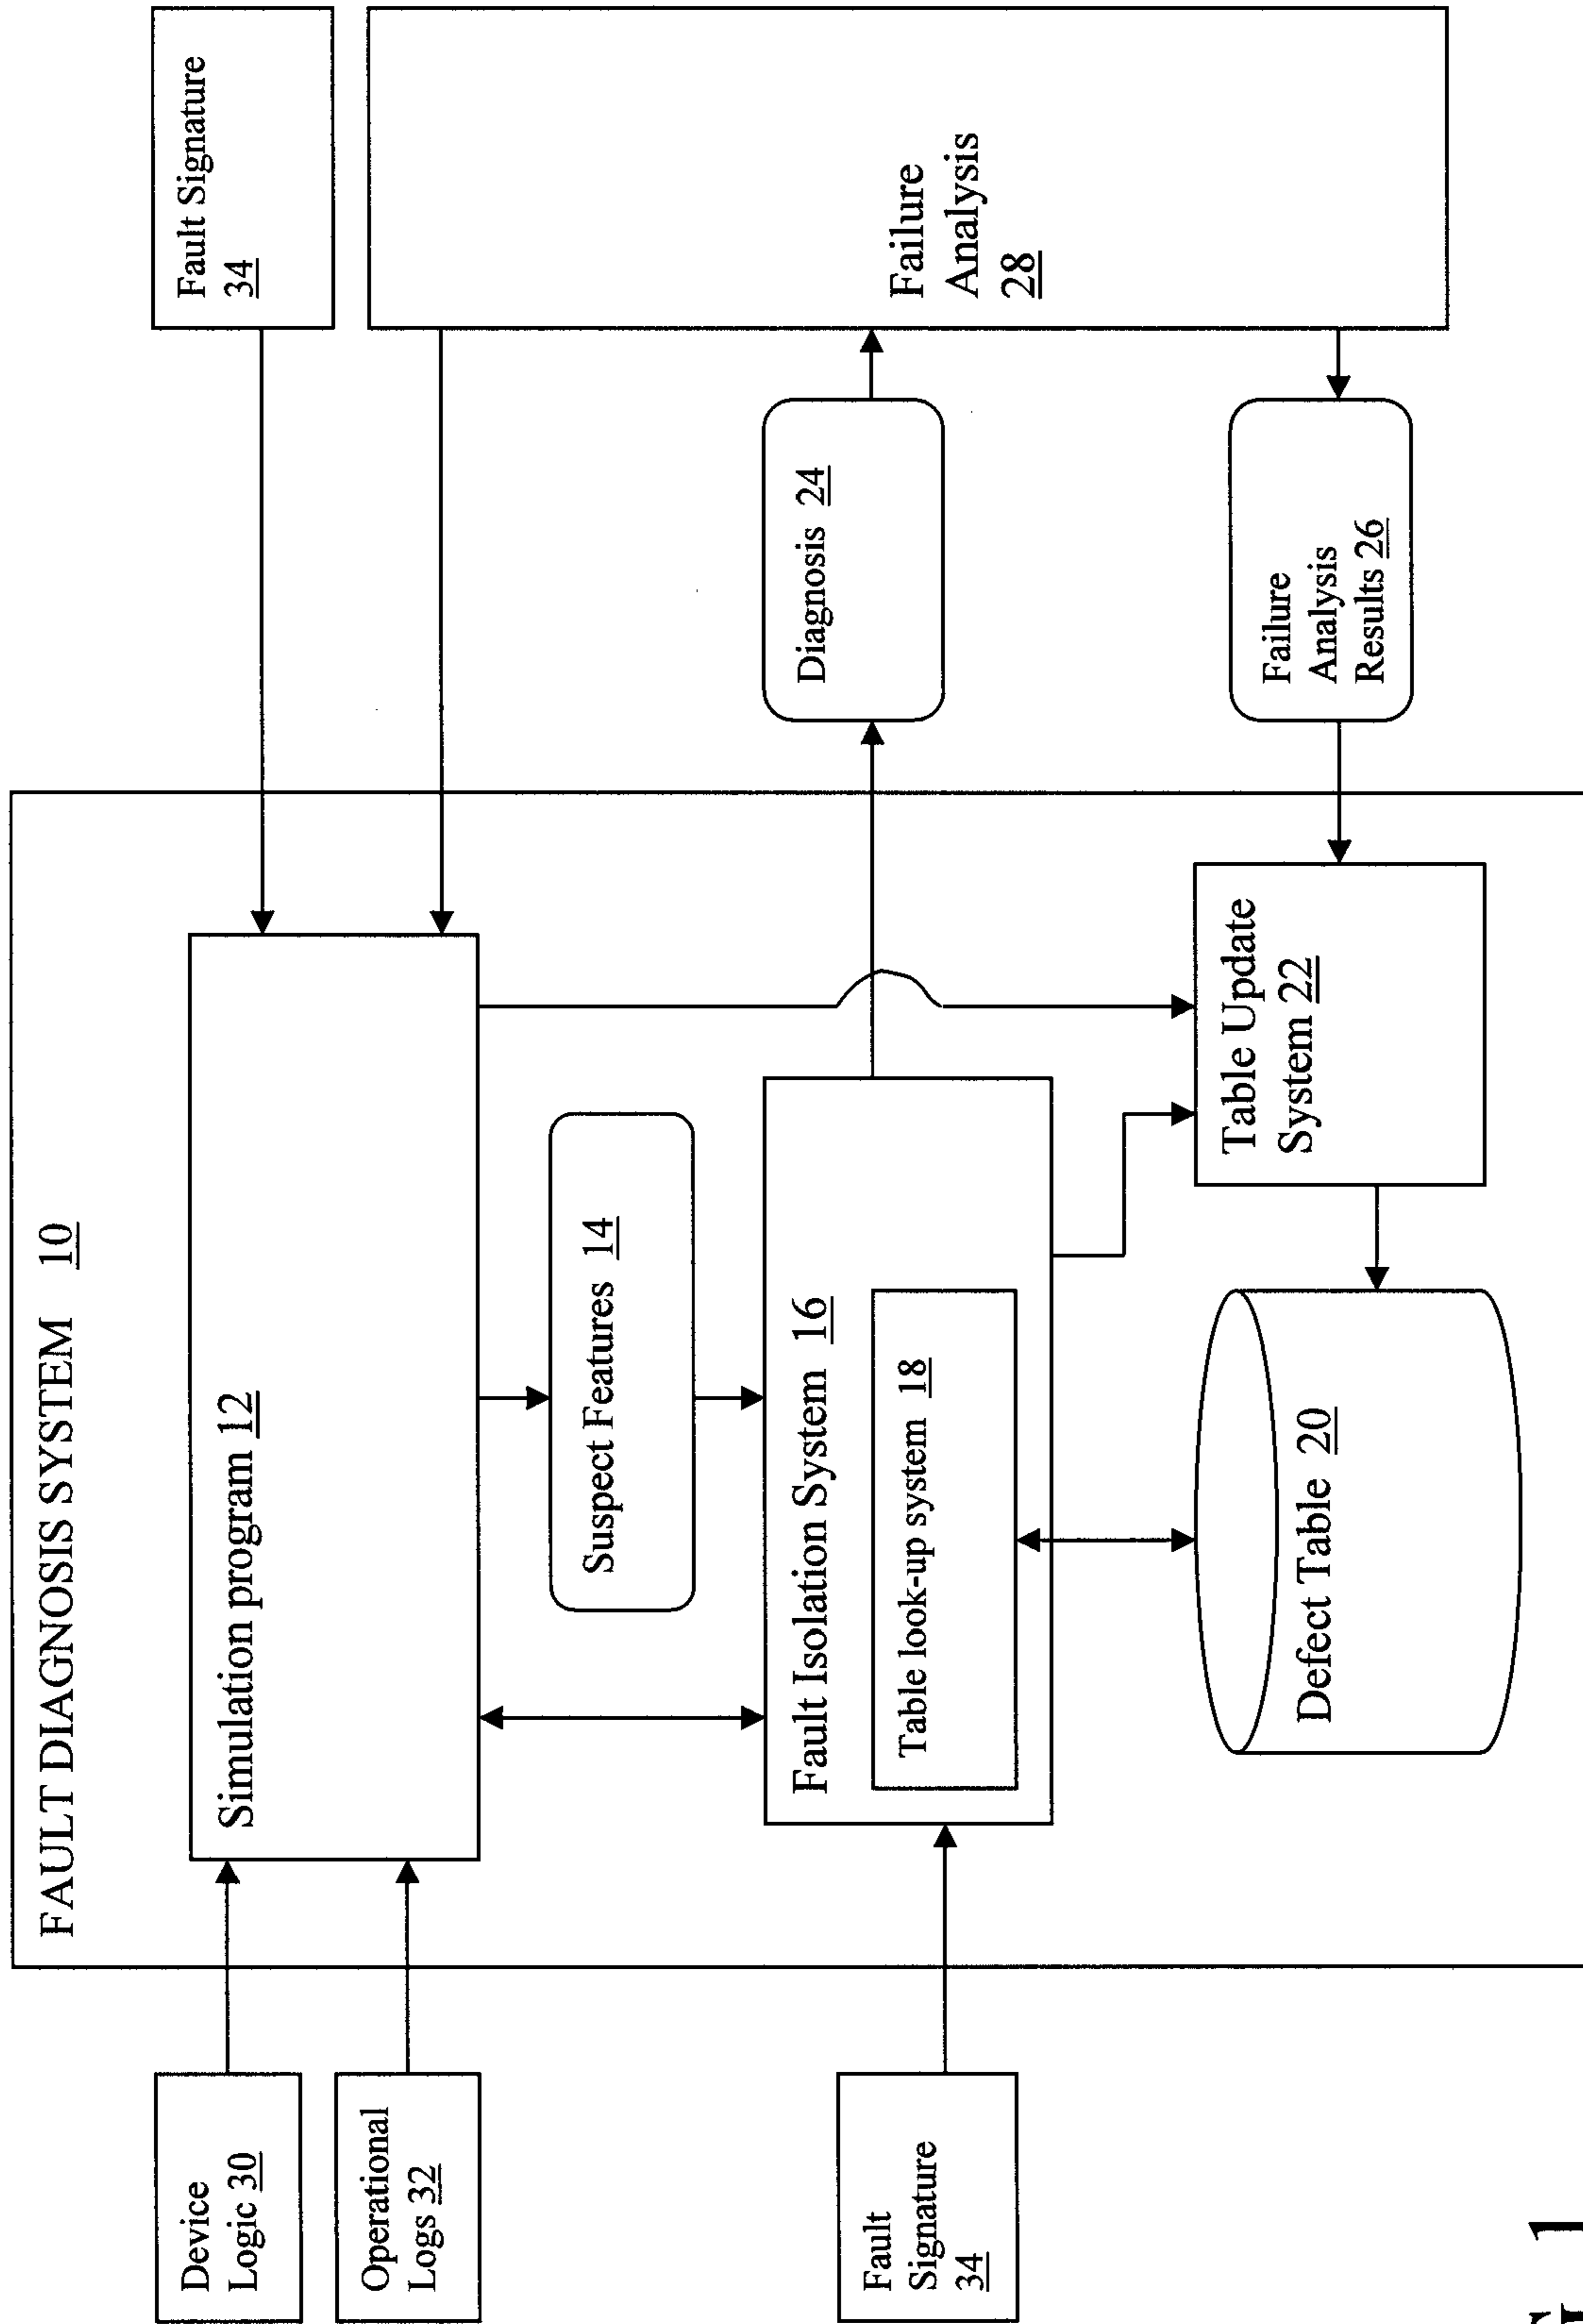 FAULT DIAGNOSIS SYSTEM 10
Device
Logic 30
Operational
Logs 32
Simulation program 12
Fault Signature
34
Suspect Features 14
Fault
Signature
34
Fault Isolation System 16
Table look-up system 18
Diagnosis 24
Failure
Analysis
28
Defect Table 20
Table Update
System 22
Failure
Analysis
Results 26